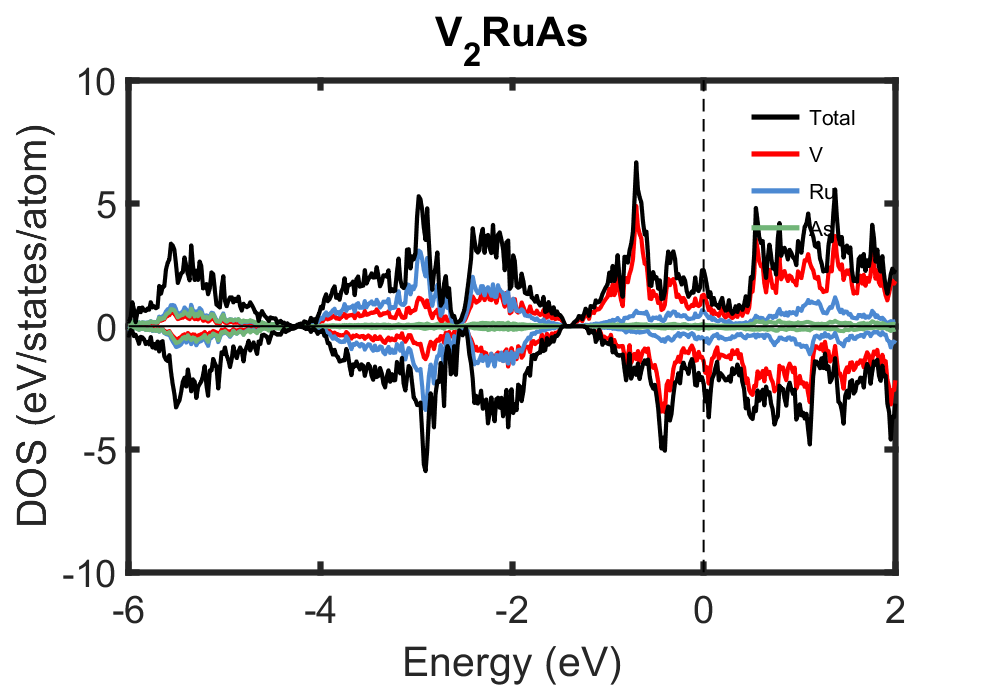 V2RuAs
10
5
0
-5
-10
DOS (eV/states/atom)
Total
V
Ru
As
-6 -4 -2 0 2
Energy (eV)